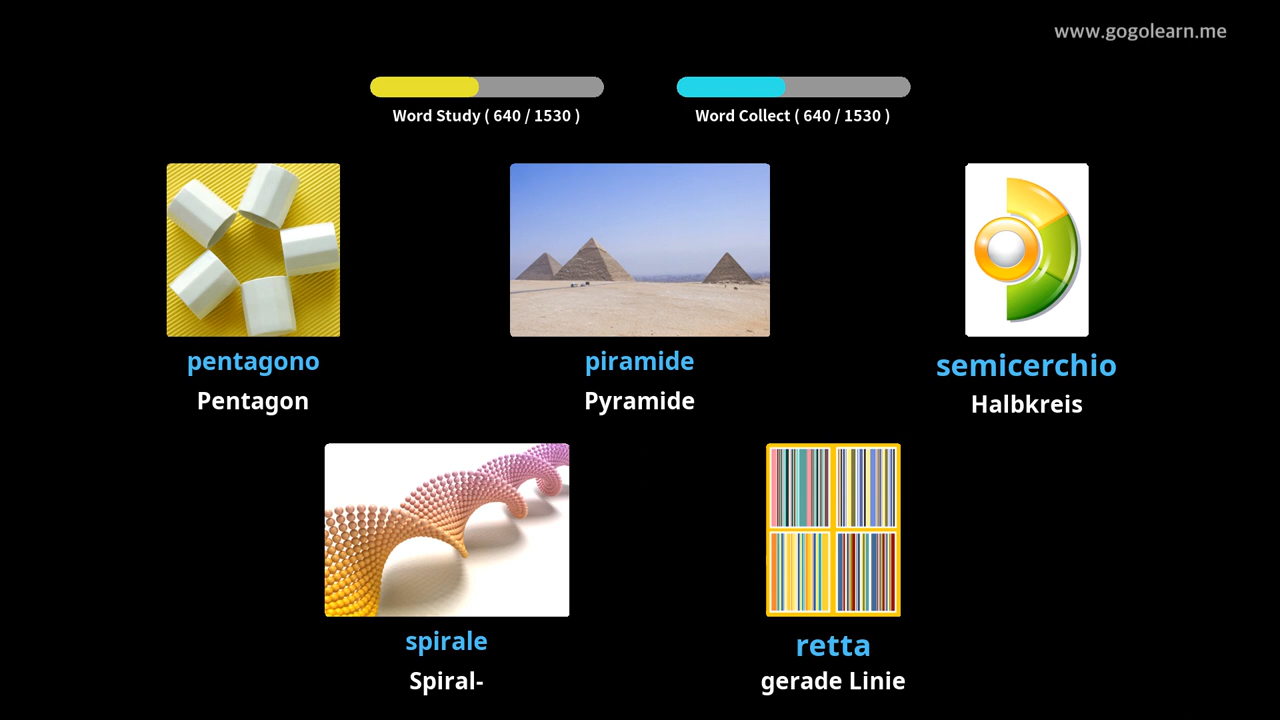 www.gogolearn.me
Word Study ( 640 / 1530 )
Word Collect ( 640 / 1530 )
pentagono
Pentagon
piramide
Pyramide
semicerchio
Halbkreis
spirale
Spiral-
retta
gerade Linie